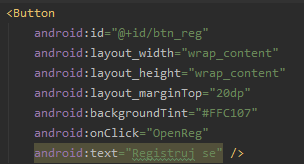 <Button
android:id="@+id/btn_reg"
android:layout_width="wrap_content"
android:layout_height="wrap_content"
android:layout_marginTop="20dp"
android:backgroundTint="#FFC107"
android:onClick="OpenReg"
android:text="Registruj se" />